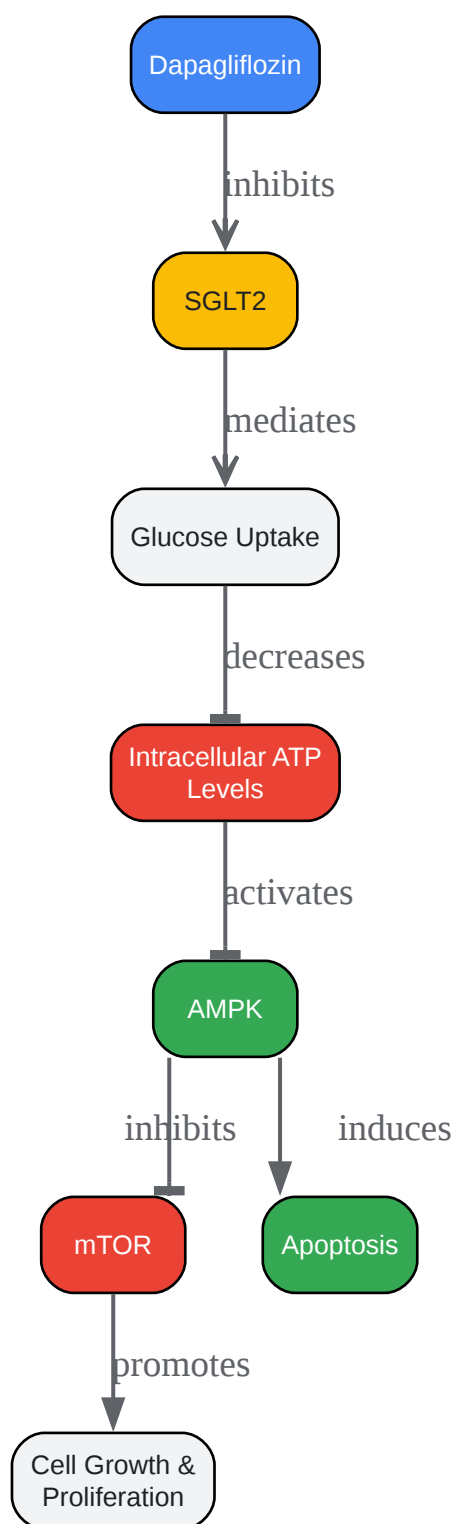 Dapagliflozin
inhibits
SGLT2
mediates
Glucose Uptake
decreases
Intracellular ATP
Levels
activates
AMPK
inhibits
induces
mTOR
Apoptosis
promotes
Cell Growth &
Proliferation